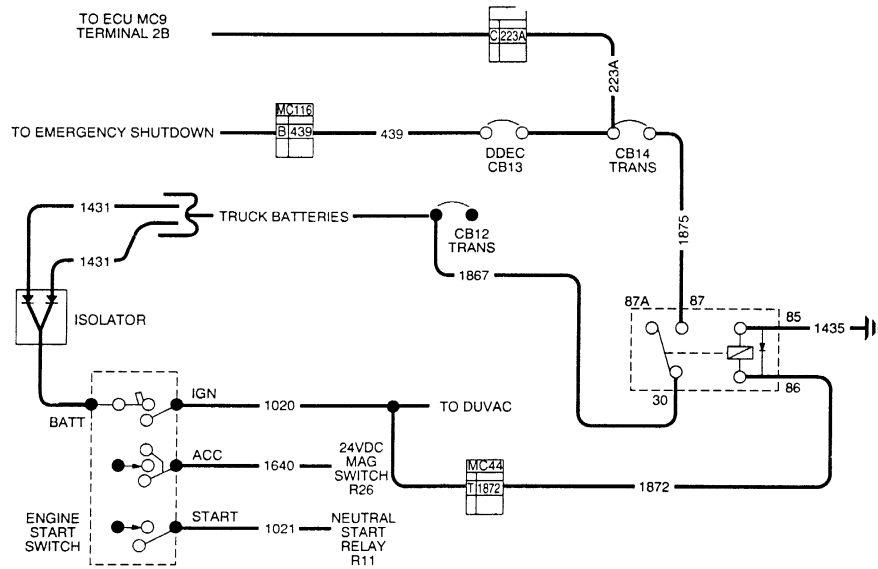 TO ECU MC9
TERMINAL 2B
C 223A
223A
TO EMERGENCY SHUTDOWN
MC116
B 439
439
DDEC
CB13
CB14
TRANS
1431
TRUCK BATTERIES
CB12
TRANS
1431
1867
1875
ISOLATOR
87A
87
85
1435
30
86
BATT
IGN
1020
TO DUVAC
ACC
1640
24VDC
MAG
SWITCH
R26
MC44
T 1872
1872
ENGINE
START
SWITCH
START
1021
NEUTRAL
START
RELAY
R11